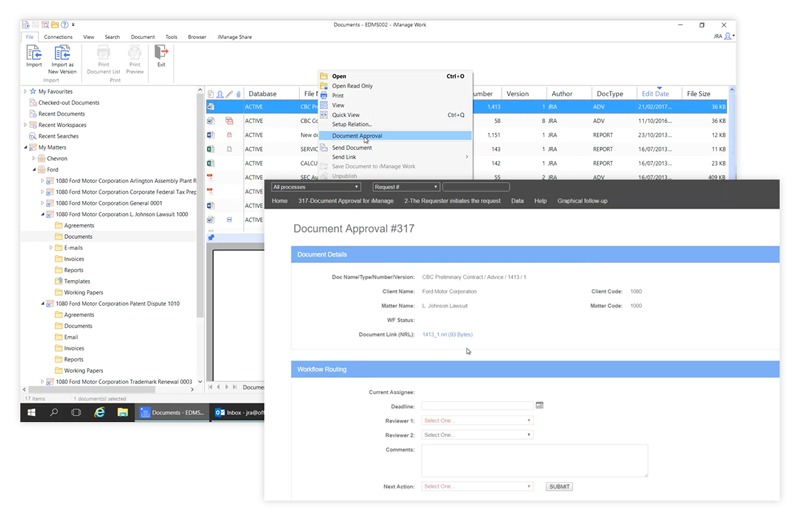 Documents - EDMS002 - iManage Work
File Connections View Search Document Tools Browser iManage Share JRA
Import Import as New Version Print Document List Print Preview Exit
Import Print
My Favourites
Checked-out Documents
Recent Documents
Recent Workspaces
Recent Searches
My Matters
Chevron
Ford
1080 Ford Motor Corporation Arlington Assembly Plant R
1080 Ford Motor Corporation Corporate Federal Tax Prep
1080 Ford Motor Corporation General 0001
1080 Ford Motor Corporation L. Johnson Lawsuit 1000
Agreements
Documents
E-mails
Invoices
Reports
Templates
Working Papers
1080 Ford Motor Corporation Patent Dispute 1010
Agreements
Documents
Email
Invoices
Reports
Working Papers
1080 Ford Motor Corporation Trademark Renewal 0003
17 Items 1 document(s) selected
Database File N umber Version Author DocType Edit Date File Size
ACTIVE CBC Pr 1,413 1 JRA ADV 21/02/2017... 36 KB
ACTIVE CBC Co 58 8 JRA ADV 11/10/2016... 36 KB
ACTIVE New do 1,235 1 JRA REPORT 23/10/2013... 12 KB
ACTIVE SERVIC 143 1 JRA REPORT 16/07/2013... 11 KB
ACTIVE CALCU 142 1 JRA REPORT 16/07/2013... 23 KB
ACTIVE SEC Au 55 2 JRA ADV 16/07/2013... 409 KB
ACTIVE
ACTIVE
ACTIVE
Open Ctrl+O
Open Read Only
Print
View
Quick View Ctrl+Q
Setup Relation...
Document Approval
Send Document
Send Link
Save Document to iManage Work
Unpublish
Docume
Documents - EDMS...
Inbox - jra@off
All processes Request #
Home 317-Document Approval for iManage 2-The Requester initiates the request Data Help Graphical follow-up
Document Approval #317
Document Details
Doc Name/Type/Number/Version: CBC Preliminary Contract / Advice / 1413 / 1
Client Name: Ford Motor Corporation Client Code: 1080
Matter Name: L. Johnson Lawsuit Matter Code: 1000
WF Status:
Document Link (NRL): 1413_1.nrl (93 Bytes)
Workflow Routing
Current Assignee:
Deadline:
Reviewer 1: Select One...
Reviewer 2: Select One...
Comments:
Next Action: Select One... SUBMIT